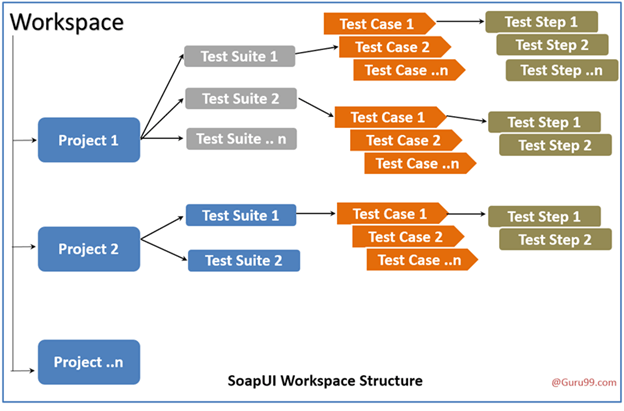 Workspace
Project 1
Test Suite 1
Test Suite 2
Test Suite .. n
Test Case 1
Test Case 2
Test Case ..n
Test Step 1
Test Step 2
Test Step ..n
Test Case 1
Test Case 2
Test Case ..n
Test Step 1
Test Step 2
Project 2
Test Suite 1
Test Suite 2
Test Case 1
Test Case 2
Test Case ..n
Test Step 1
Test Step 2
Project ..n
SoapUI Workspace Structure
@Guru99.com